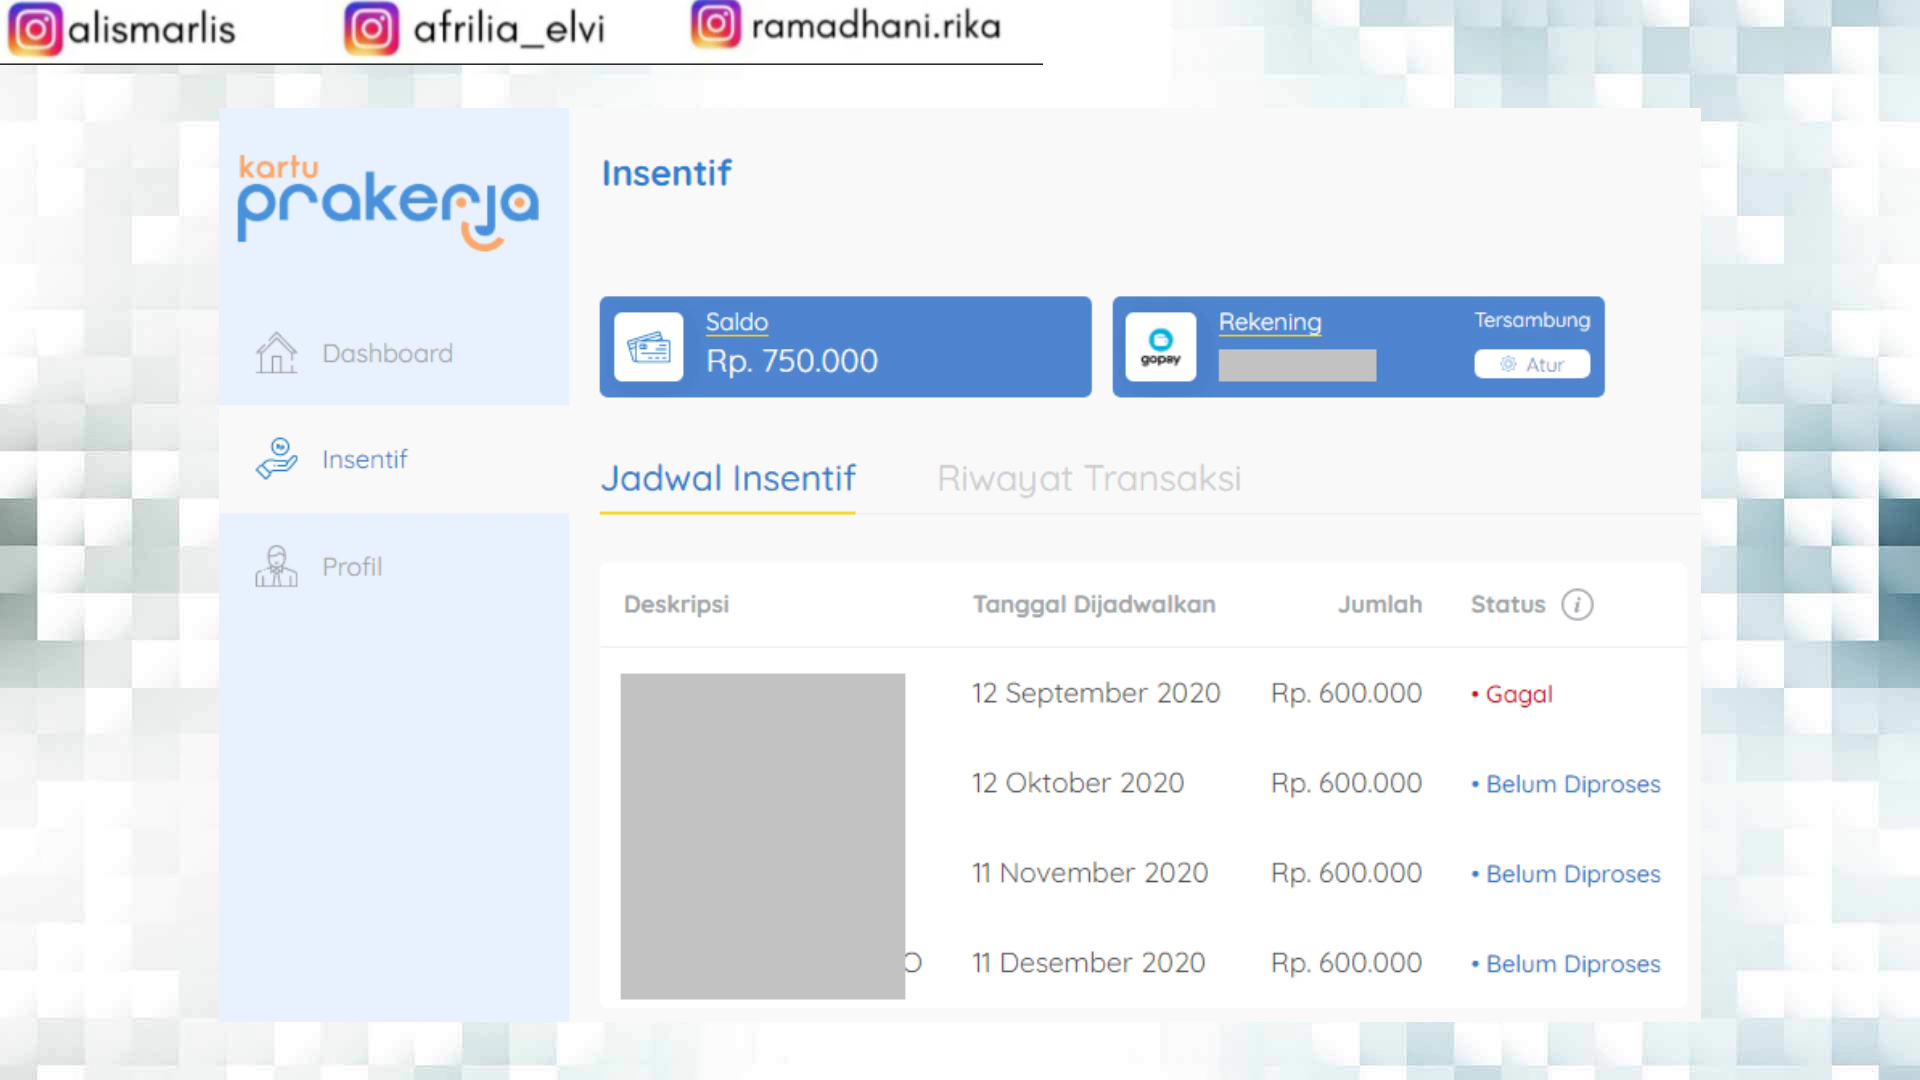 alismarlis afrilia_elvi ramadhani.rika
kartu
prakerja
Dashboard
Insentif
Profil
Insentif
Saldo
Rp. 750.000
gopay
Rekening
Tersambung
Atur
Jadwal Insentif Riwayat Transaksi
Deskripsi Tanggal Dijadwalkan Jumlah Status i
12 September 2020 Rp. 600.000 • Gagal
12 Oktober 2020 Rp. 600.000 • Belum Diproses
11 November 2020 Rp. 600.000 • Belum Diproses
O 11 Desember 2020 Rp. 600.000 • Belum Diproses